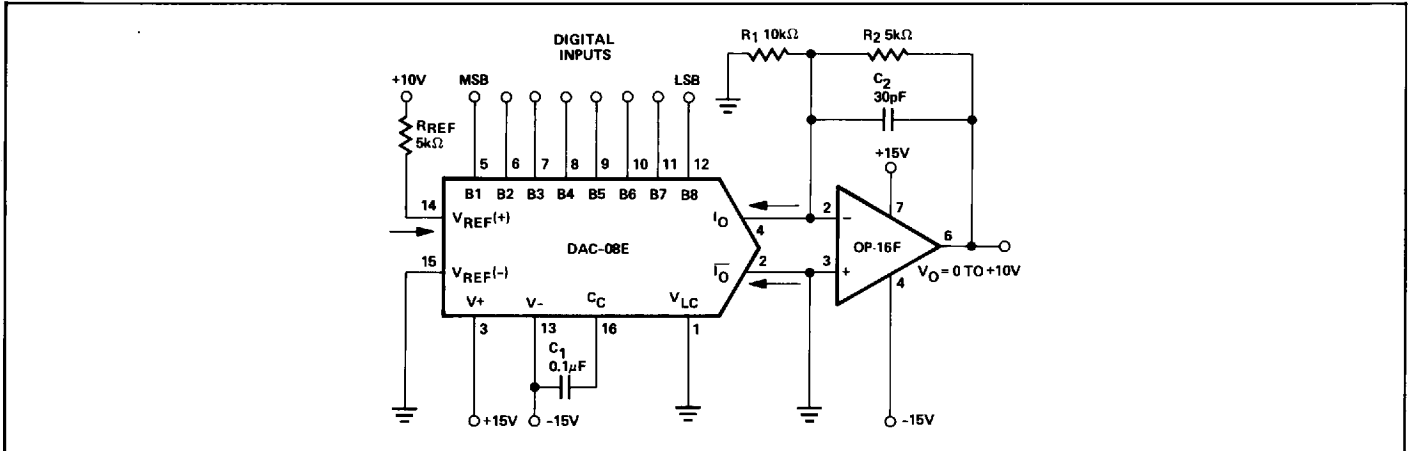 DIGITAL
INPUTS
R1 10kΩ
R2 5kΩ
C2
30pF
+10V
MSB
LSB
RREF
5kΩ
+15V
5 6 7 8 9 10 11 12
B1 B2 B3 B4 B5 B6 B7 B8
14
VREF(+)
IO
4
2
−
7
DAC-08E
OP-16F
6
15
VREF(−)
I̅O̅
2
3
+
4
VO = 0 TO +10V
V+
V−
CC
VLC
3
13
16
1
C1
0.1μF
+15V
−15V
−15V